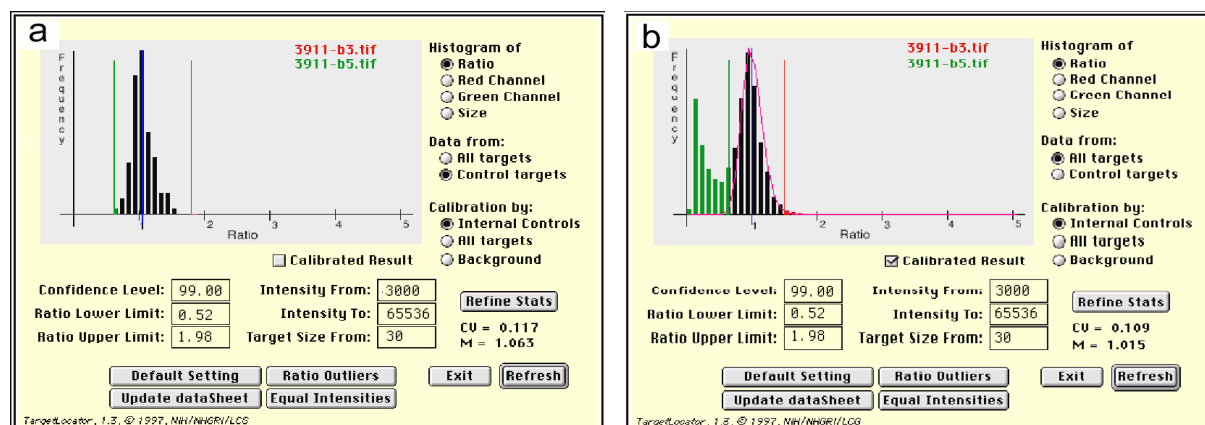 a
3911-b3.tif
3911-b5.tif
Frequency
1 2 3 4 5
Ratio
Histogram of
Ratio
Red Channel
Green Channel
Size
Data from:
All targets
Control targets
Calibration by:
Internal Controls
All targets
Background
Calibrated Result
Confidence Level: 99.00
Intensity From: 3000
Ratio Lower Limit: 0.52
Intensity To: 65536
Ratio Upper Limit: 1.98
Target Size From: 30
Refine Stats
CV = 0.117
M = 1.063
Default Setting
Ratio Outliers
Exit
Refresh
Update dataSheet
Equal Intensities
TargetLocator, 1.3, © 1997, NIH/NHGRI/LCG
b
3911-b3.tif
3911-b5.tif
Frequency
1 2 3 4 5
Ratio
Histogram of
Ratio
Red Channel
Green Channel
Size
Data from:
All targets
Control targets
Calibration by:
Internal Controls
All targets
Background
Calibrated Result
Confidence Level: 99.00
Intensity From: 3000
Ratio Lower Limit: 0.52
Intensity To: 65536
Ratio Upper Limit: 1.98
Target Size From: 30
Refine Stats
CV = 0.109
M = 1.015
Default Setting
Ratio Outliers
Exit
Refresh
Update dataSheet
Equal Intensities
TargetLocator, 1.3, © 1997, NIH/NHGRI/LCG